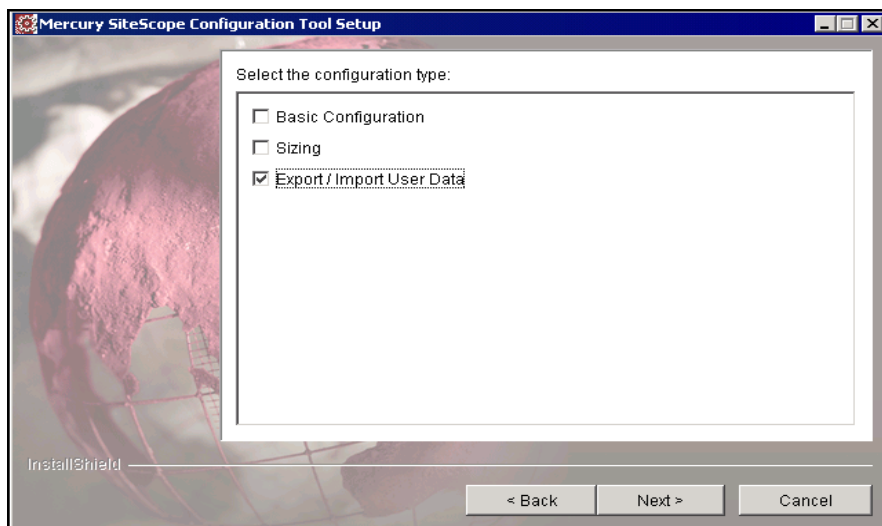 Mercury SiteScope Configuration Tool Setup
Select the configuration type:
Basic Configuration
Sizing
Export / Import User Data
InstallShield
< Back Next > Cancel